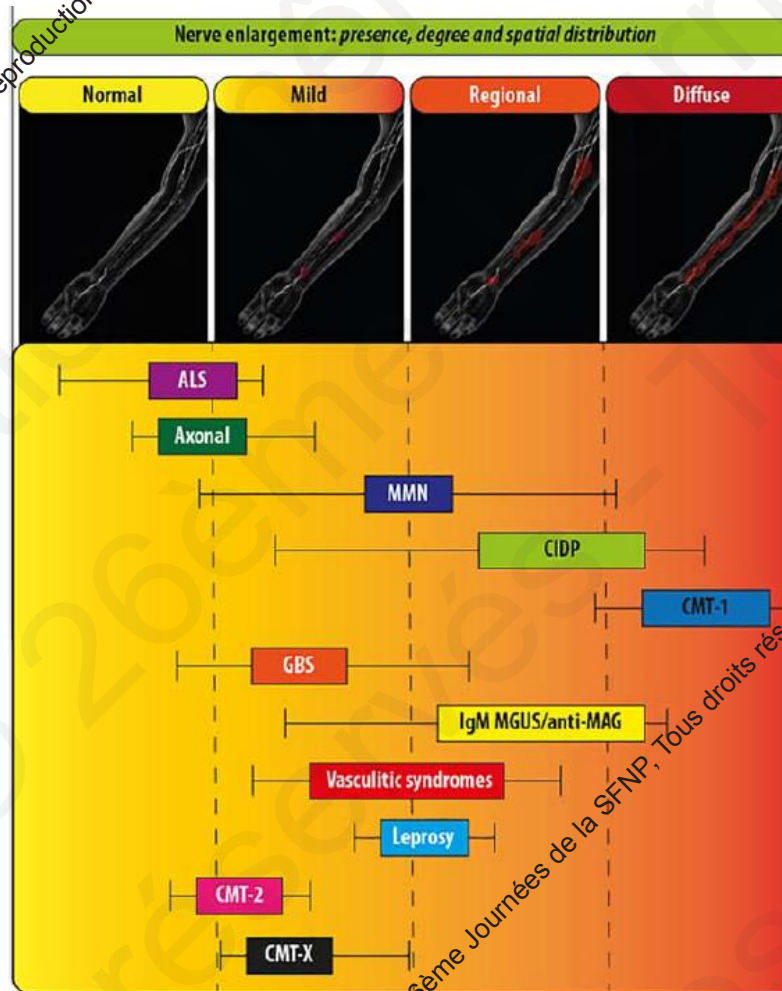 Nerve enlargement: presence, degree and spatial distribution
Normal
Mild
Regional
Diffuse
ALS
Axonal
MMN
CIDP
CMT-1
GBS
IgM MGUS/anti-MAG
Vasculitic syndromes
Leprosy
CMT-2
CMT-X
Journées de la SFNP, Tous droits